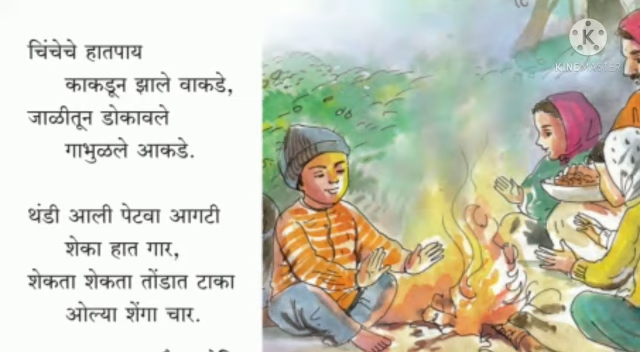 चिंचेचे हातपाय
काकडून झाले वाकडे,
जाळीतून डोकावले
गाभुळले आकडे.
थंडी आली पेटवा आगटी
शेका हात गार,
शेकता शेकता तोंडात टाका
ओल्या शेंगा चार.
KINEMASTER